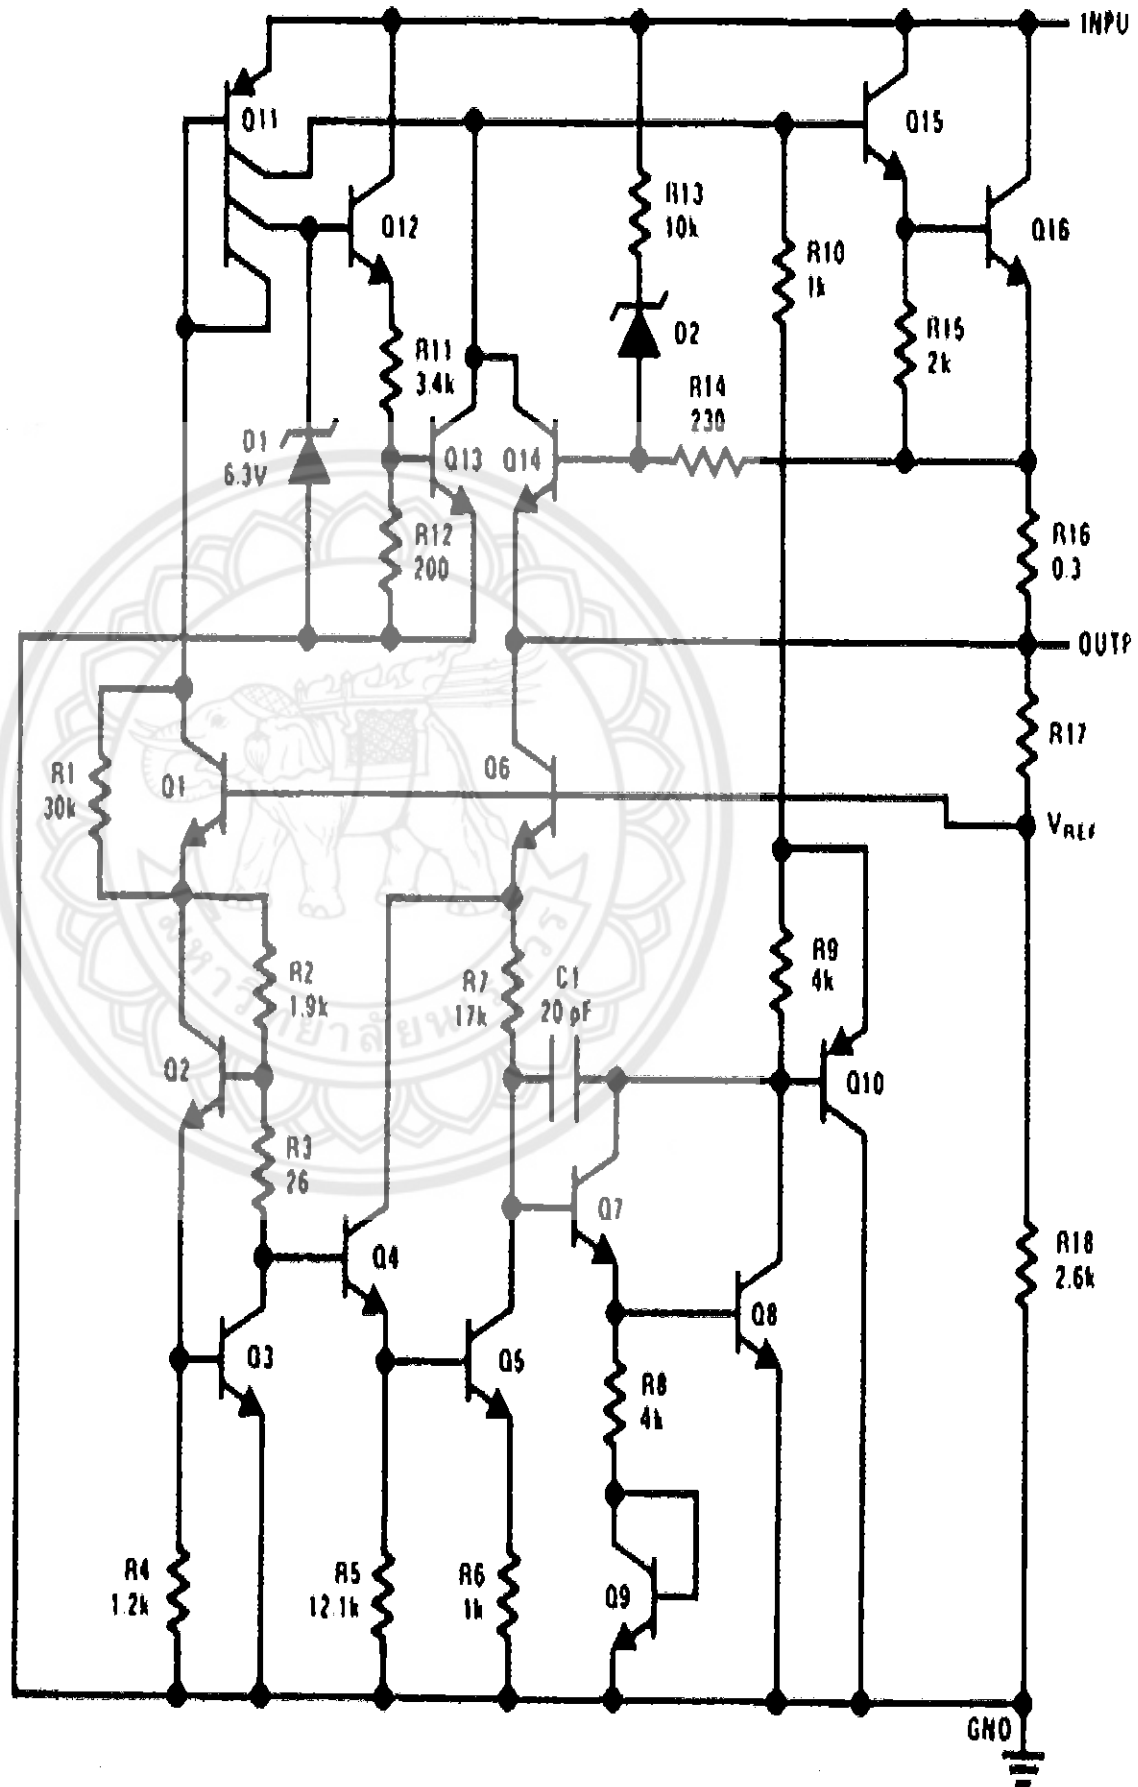 INPU
Q11
Q15
Q12
R13
10k
Q16
R10
1k
R11
3.4k
D2
R15
2k
R14
230
D1
6.3V
Q13
Q14
R12
200
R16
0.3
OUTP
R17
R1
30k
Q1
Q6
VREF
R2
1.9k
R7
17k
C1
20 pF
R9
4k
Q2
Q10
R3
26
Q7
Q4
R18
2.6k
Q3
Q5
Q8
R8
4k
R4
1.2k
R5
12.1k
R6
1k
Q9
GND